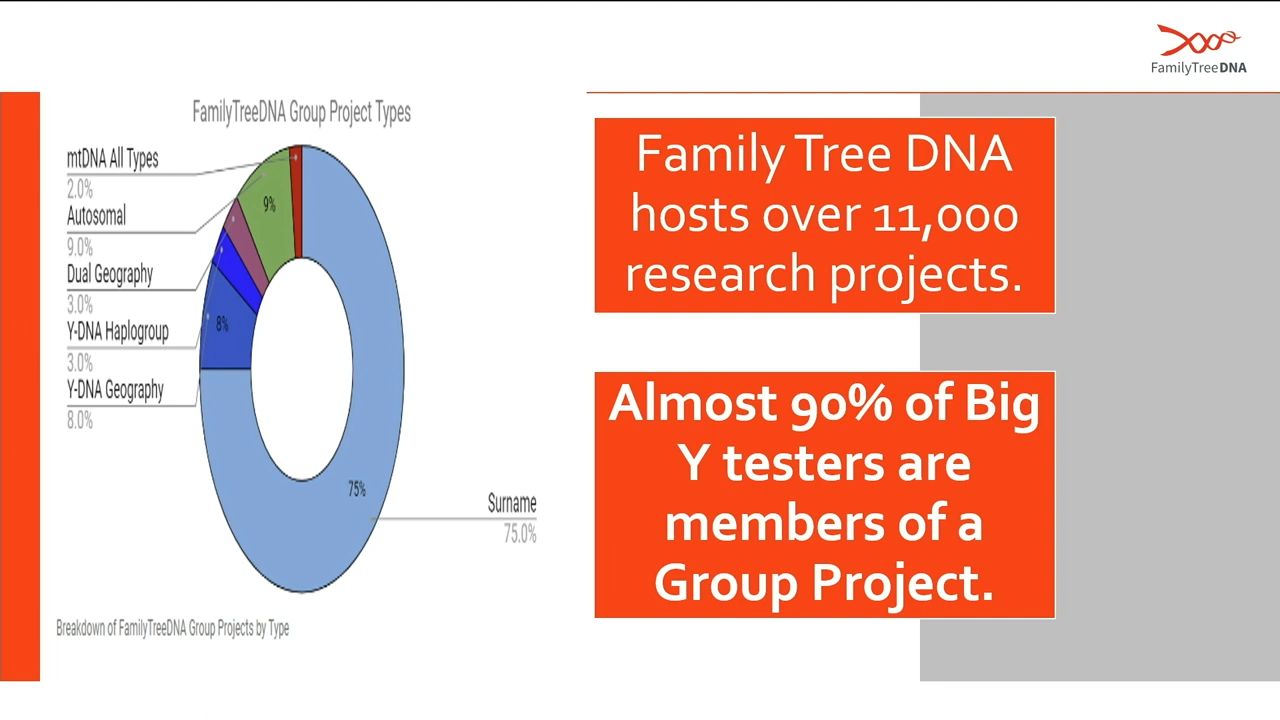 FamilyTreeDNA
FamilyTreeDNA Group Project Types
mtDNA All Types
2.0%
Autosomal
9.0%
Dual Geography
3.0%
Y-DNA Haplogroup
3.0%
Y-DNA Geography
8.0%
9%
8%
75%
Surname
75.0%
Breakdown of FamilyTreeDNA Group Projects by Type
Family Tree DNA
hosts over 11,000
research projects.
Almost 90% of Big
Y testers are
members of a
Group Project.